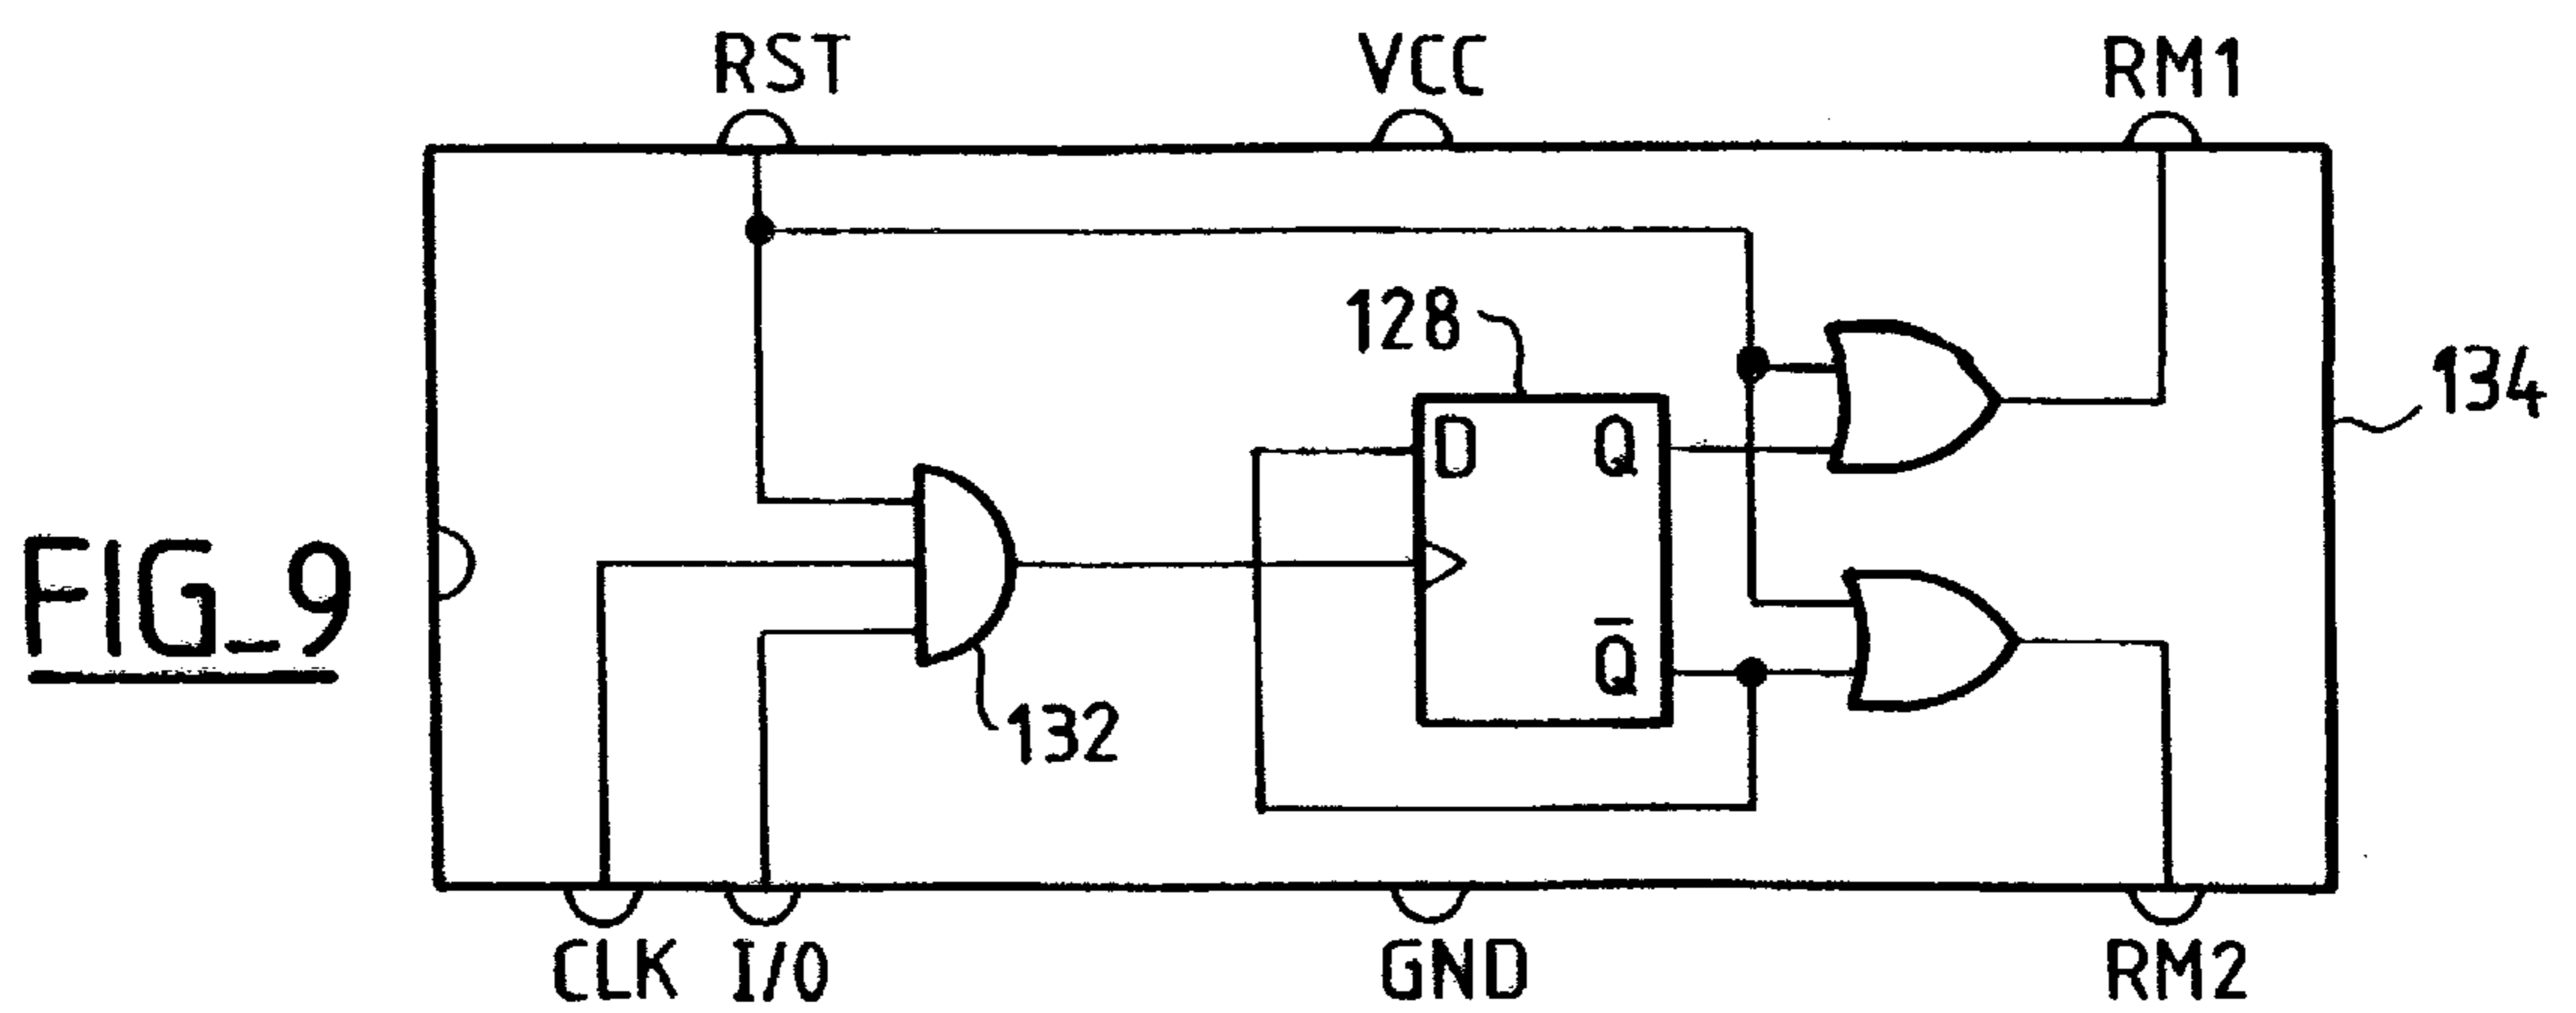 RST VCC RM1
128
134
D Q
FIG_9
Q̅
132
CLK I/O GND RM2